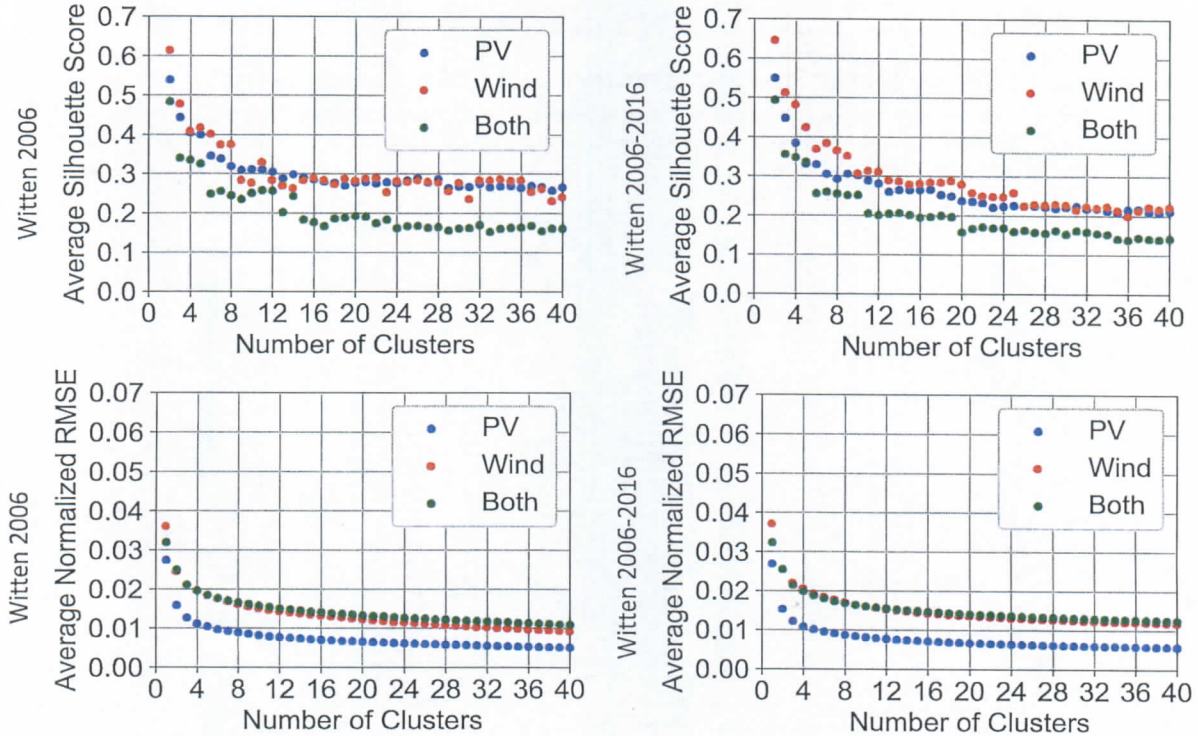 Witten 2006
Average Silhouette Score
0.7
0.6
0.5
0.4
0.3
0.2
0.1
0.0
PV
Wind
Both
0 4 8 12 16 20 24 28 32 36 40
Number of Clusters
Witten 2006-2016
Average Silhouette Score
0.7
0.6
0.5
0.4
0.3
0.2
0.1
0.0
PV
Wind
Both
0 4 8 12 16 20 24 28 32 36 40
Number of Clusters
Witten 2006
Average Normalized RMSE
0.07
0.06
0.05
0.04
0.03
0.02
0.01
0.00
PV
Wind
Both
0 4 8 12 16 20 24 28 32 36 40
Number of Clusters
Witten 2006-2016
Average Normalized RMSE
0.07
0.06
0.05
0.04
0.03
0.02
0.01
0.00
PV
Wind
Both
0 4 8 12 16 20 24 28 32 36 40
Number of Clusters